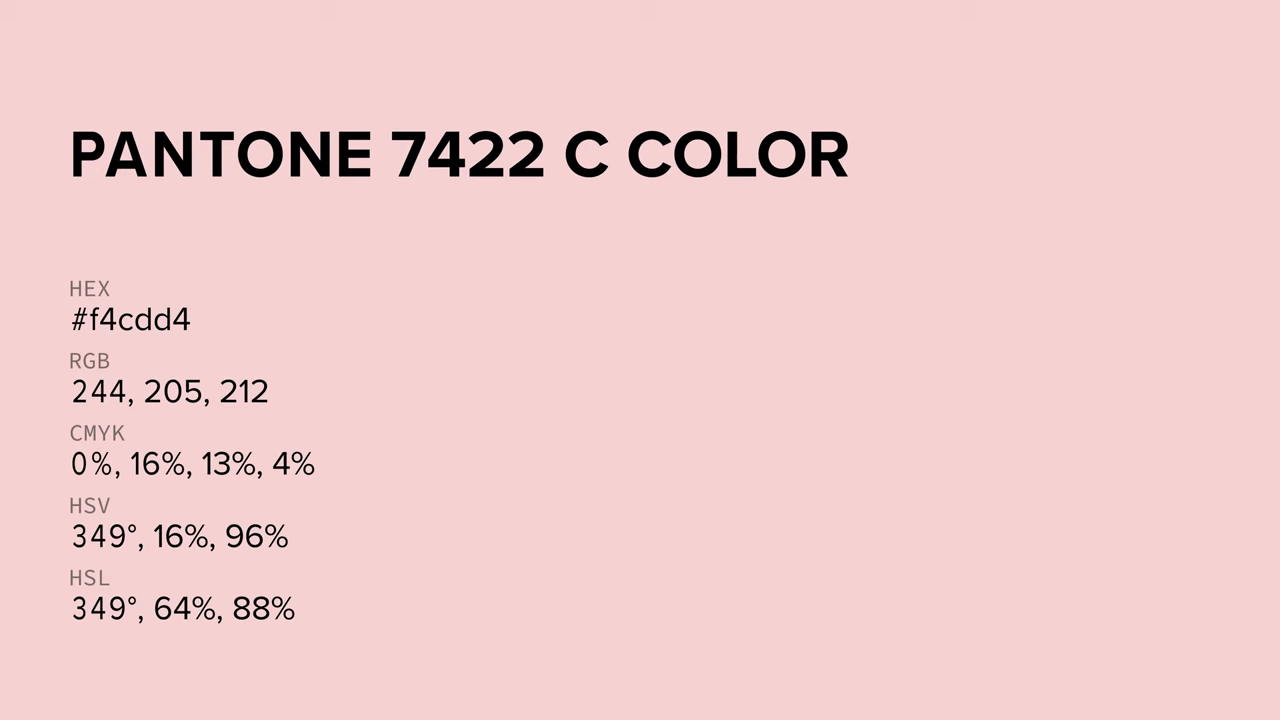 PANTONE 7422 C COLOR
HEX
#f4cdd4
RGB
244, 205, 212
CMYK
0%, 16%, 13%, 4%
HSV
349°, 16%, 96%
HSL
349°, 64%, 88%